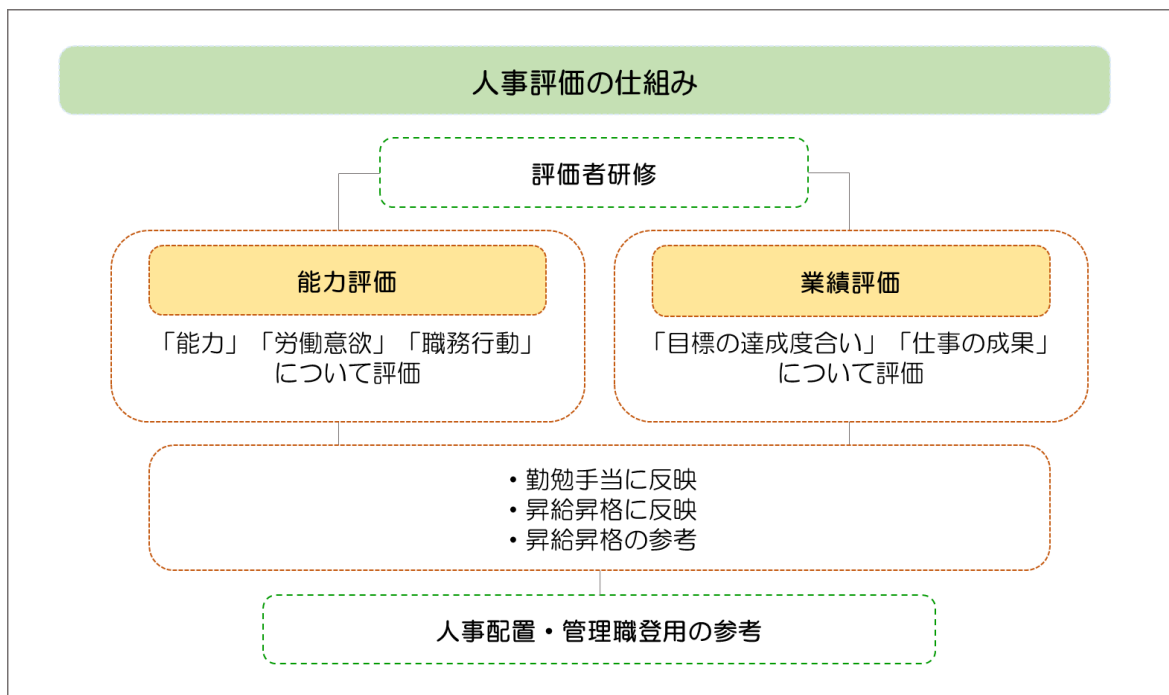 人事評価の仕組み
評価者研修
能力評価
「能力」「労働意欲」「職務行動」
について評価
業績評価
「目標の達成度合い」「仕事の成果」
について評価
・勤勉手当に反映
・昇給昇格に反映
・昇給昇格の参考
人事配置・管理職登用の参考